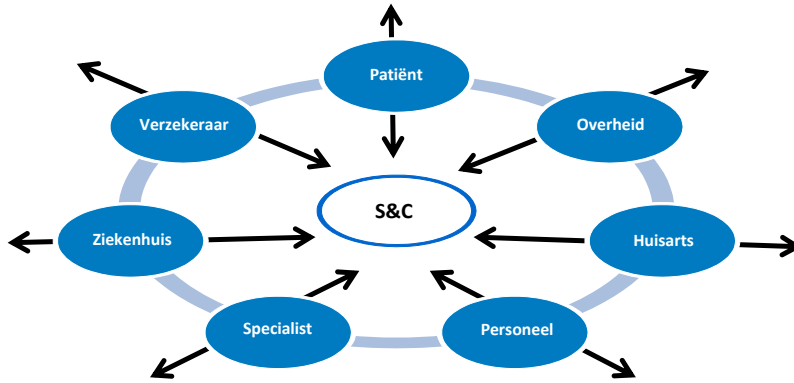 Patiënt
Verzekeraar
Overheid
S&C
Ziekenhuis
Huisarts
Specialist
Personeel